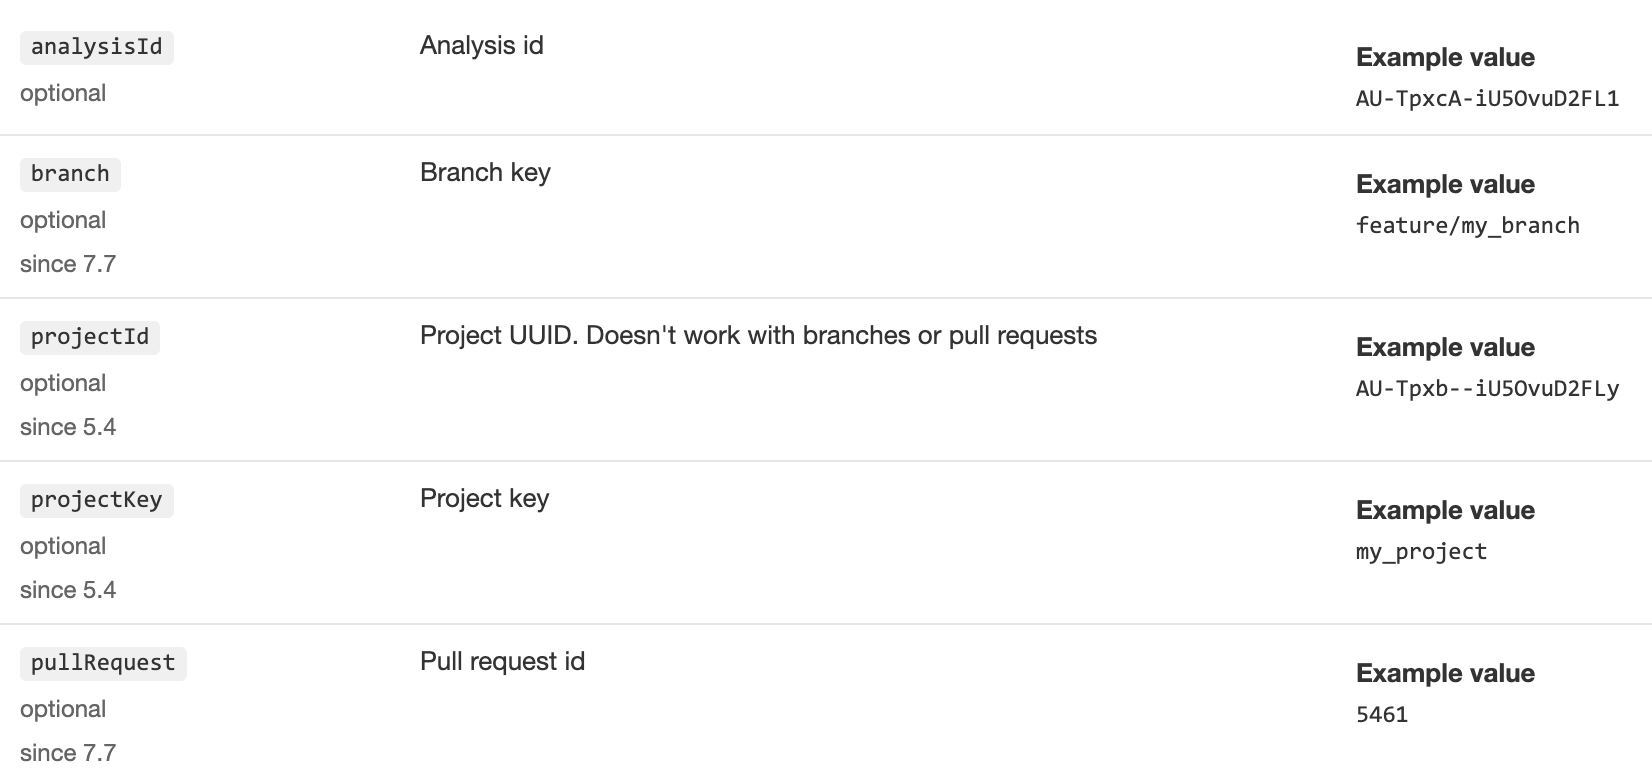 analysisId
optional
Analysis id
Example value
AU-TpxcA-iU5OvuD2FL1
branch
optional
since 7.7
Branch key
Example value
feature/my_branch
projectId
optional
since 5.4
Project UUID. Doesn't work with branches or pull requests
Example value
AU-Tpxb--iU5OvuD2FLy
projectKey
optional
since 5.4
Project key
Example value
my_project
pullRequest
optional
since 7.7
Pull request id
Example value
5461